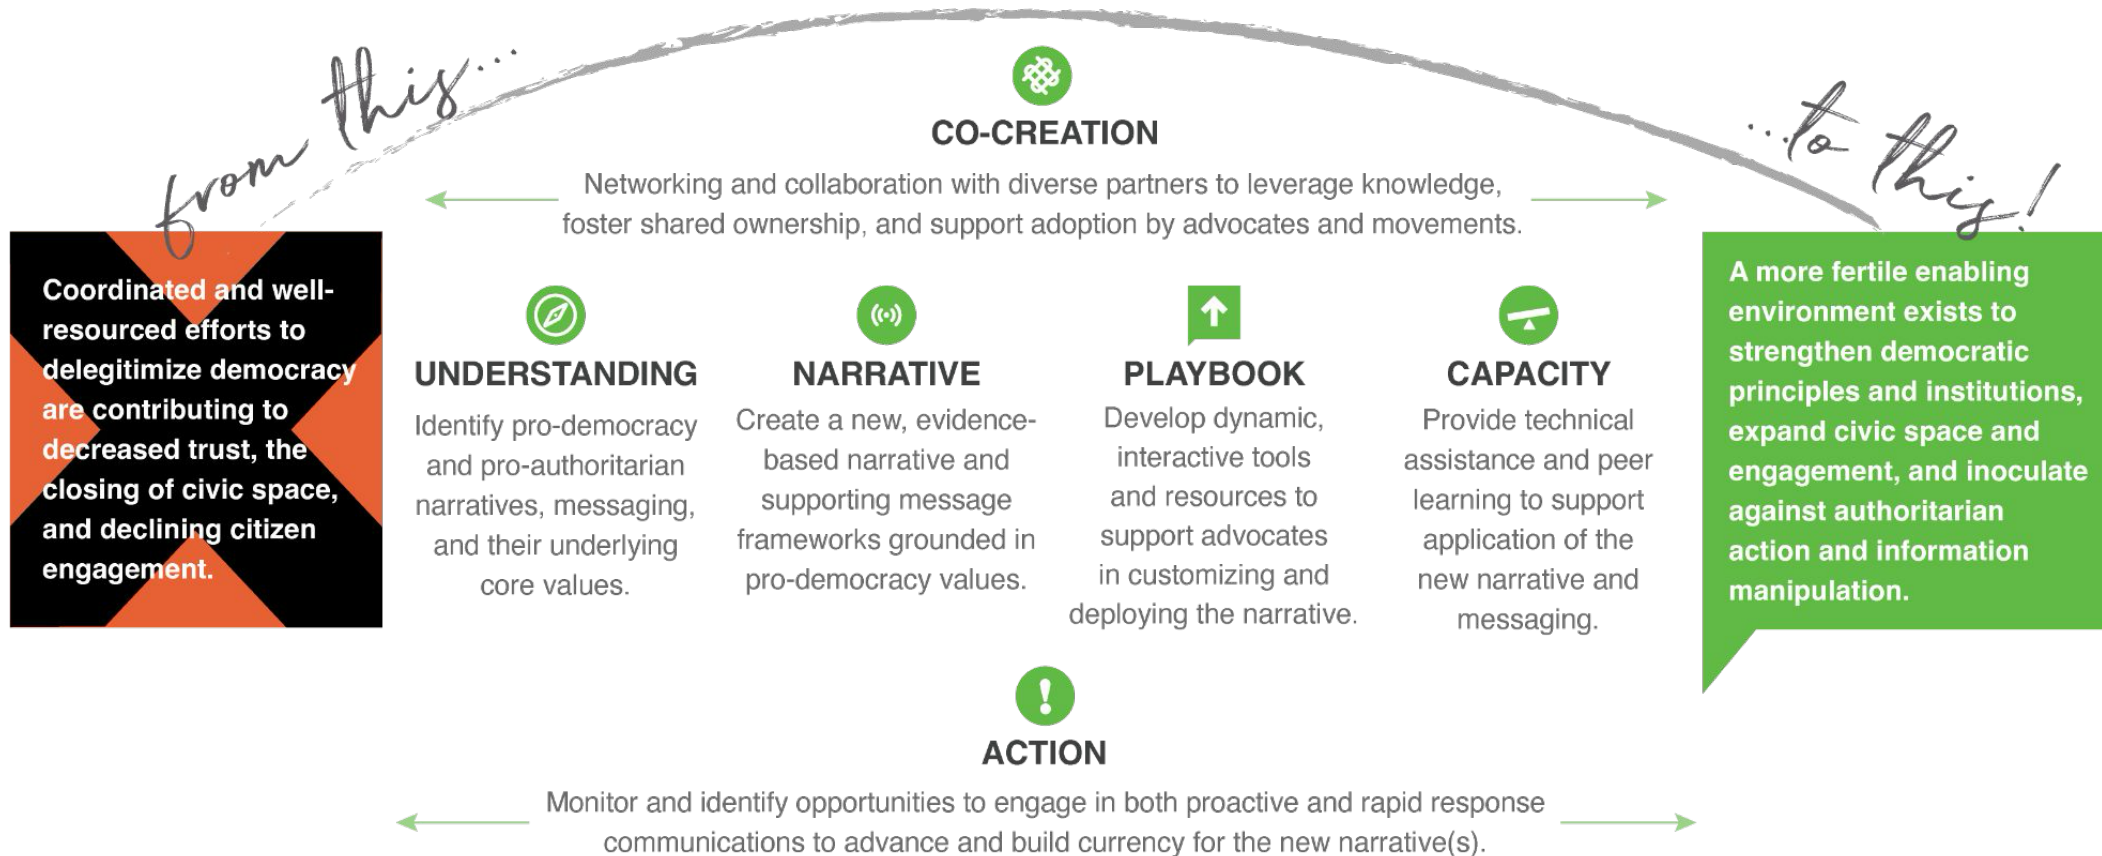 from this...
...to this!
CO-CREATION
Networking and collaboration with diverse partners to leverage knowledge,
foster shared ownership, and support adoption by advocates and movements.
Coordinated and well-
resourced efforts to
delegitimize democracy
are contributing to
decreased trust, the
closing of civic space,
and declining citizen
engagement.
UNDERSTANDING
Identify pro-democracy
and pro-authoritarian
narratives, messaging,
and their underlying
core values.
NARRATIVE
Create a new, evidence-
based narrative and
supporting message
frameworks grounded in
pro-democracy values.
PLAYBOOK
Develop dynamic,
interactive tools
and resources to
support advocates
in customizing and
deploying the narrative.
CAPACITY
Provide technical
assistance and peer
learning to support
application of the
new narrative and
messaging.
A more fertile enabling
environment exists to
strengthen democratic
principles and institutions,
expand civic space and
engagement, and inoculate
against authoritarian
action and information
manipulation.
ACTION
Monitor and identify opportunities to engage in both proactive and rapid response
communications to advance and build currency for the new narrative(s).